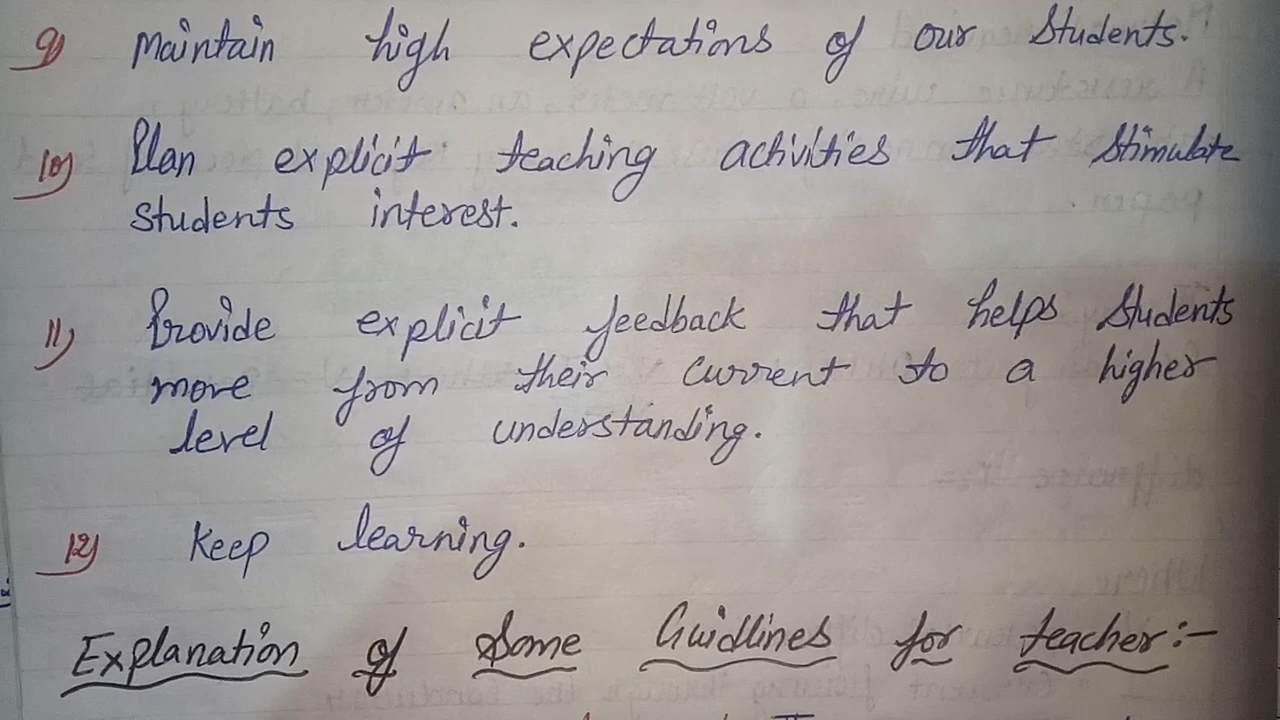 9) Maintain high expectations of our Students.
10) Plan explicit teaching activities that Stimulate
students interest.
11) Provide explicit feedback that helps Students
more from their current to a higher
level of understanding.
12) Keep learning.
Explanation of Some Guidlines for teacher:-